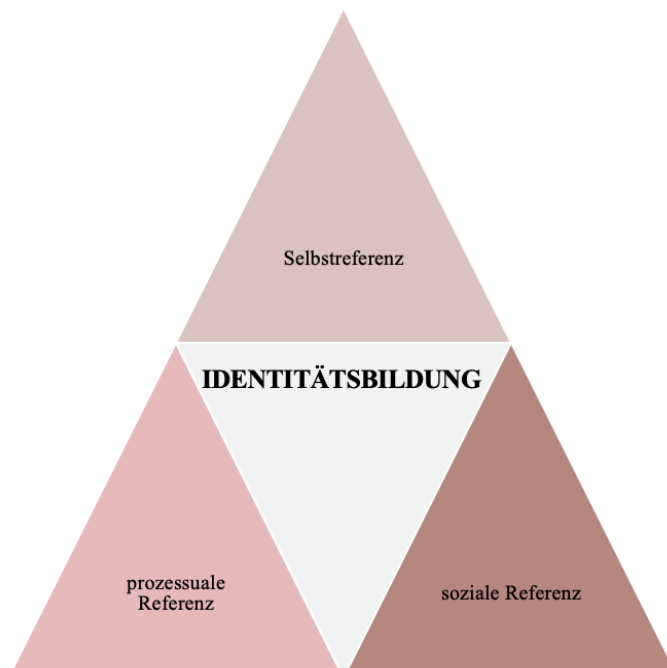 Selbstreferenz
IDENTITÄTSBILDUNG
prozessuale
Referenz
soziale Referenz